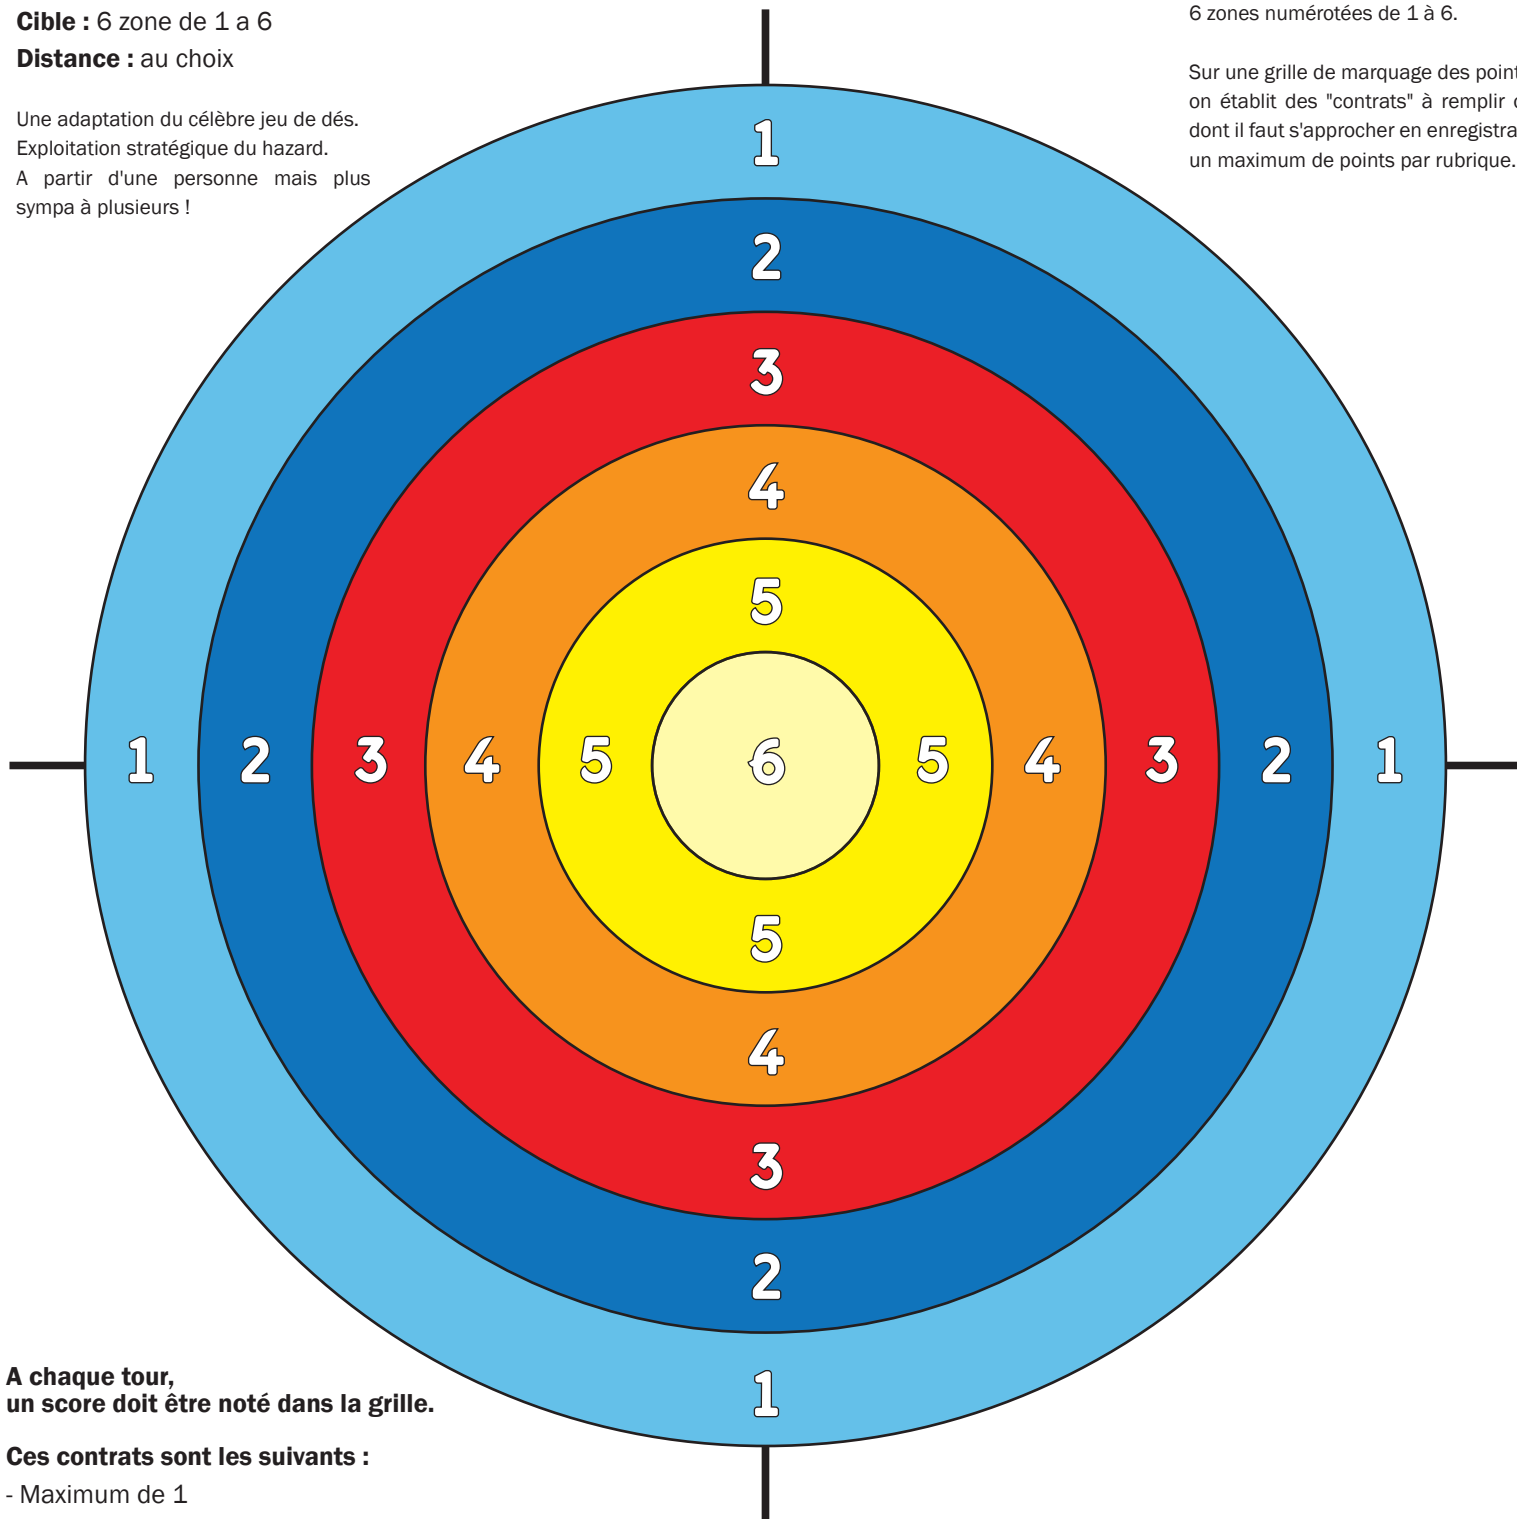 Cible : 6 zone de 1 a 6
Distance : au choix
Une adaptation du célèbre jeu de dés.
Exploitation stratégique du hazard.
A partir d'une personne mais plus
sympa à plusieurs !
6 zones numérotées de 1 à 6.
Sur une grille de marquage des point
on établit des "contrats" à remplir
dont il faut s'approcher en enregistra
un maximum de points par rubrique.
1
2
3
4
5
1 2 3 4 5 6 5 4 3 2 1
5
4
3
2
1
A chaque tour,
un score doit être noté dans la grille.
Ces contrats sont les suivants :
- Maximum de 1